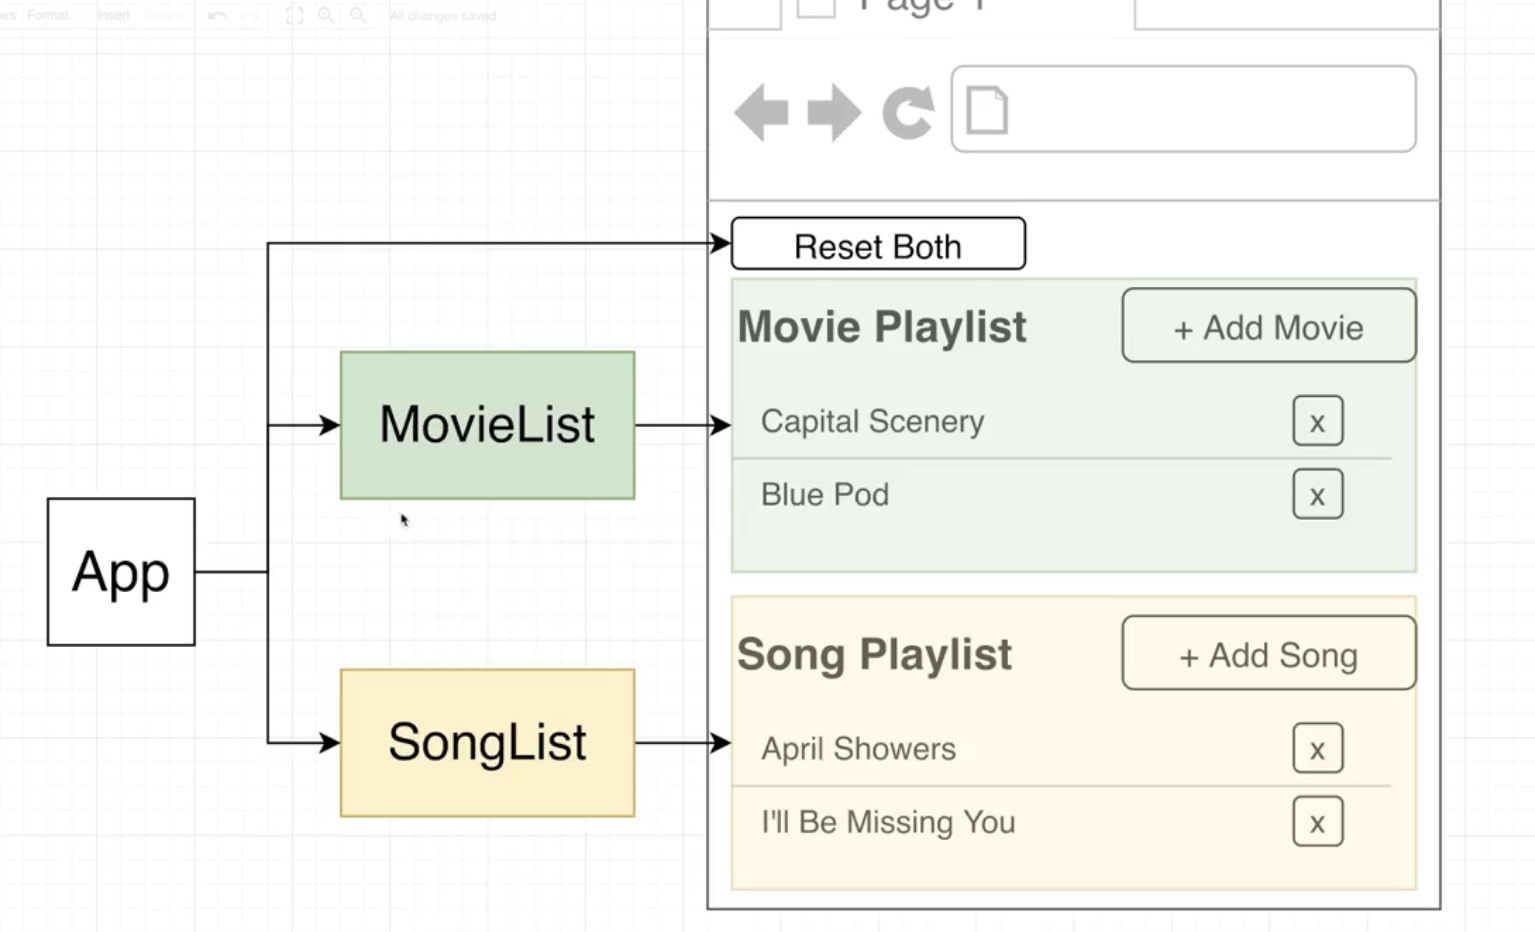 Format Insert All changes saved
Page 1
Reset Both
Movie Playlist
+ Add Movie
Capital Scenery
x
Blue Pod
x
MovieList
App
SongList
Song Playlist
+ Add Song
April Showers
x
I'll Be Missing You
x